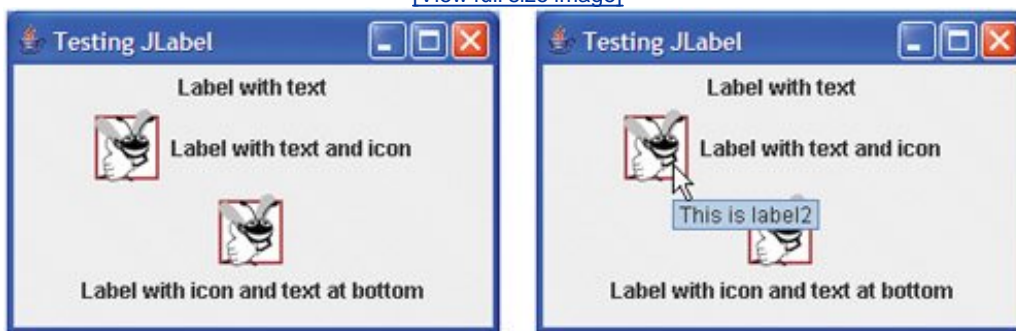 [View full size image]
Testing JLabel
Label with text
Label with text and icon
Label with icon and text at bottom
Testing JLabel
Label with text
Label with text and icon
This is label2
Label with icon and text at bottom